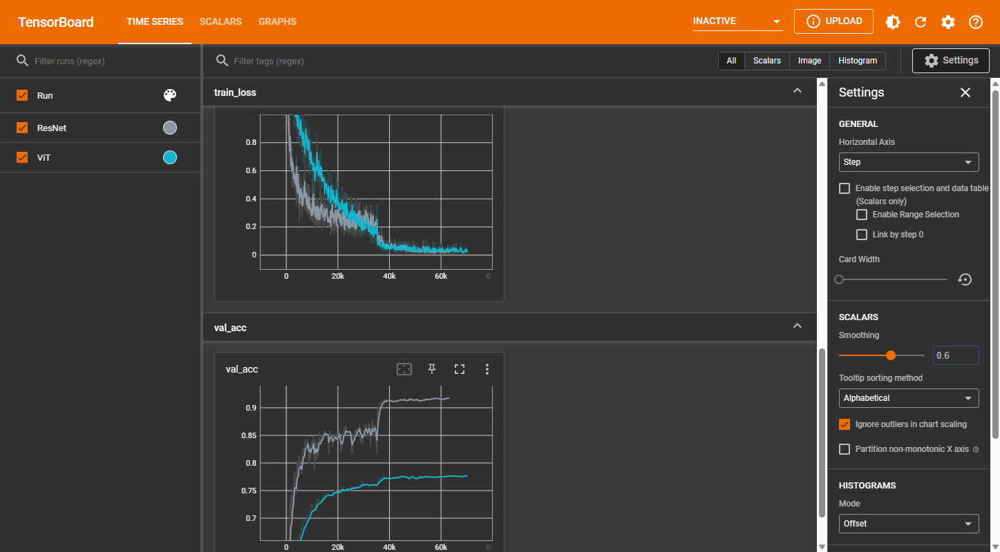 TensorBoard
TIME SERIES SCALARS GRAPHS
INACTIVE
UPLOAD
Filter runs (regex)
Run
ResNet
ViT
Filter tags (regex)
All Scalars Image Histogram
Settings
train_loss
0.8
0.6
0.4
0.2
0
0 20k 40k 60k
val_acc
val_acc
0.9
0.85
0.8
0.75
0.7
0 20k 40k 60k
Settings
GENERAL
Horizontal Axis
Step
Enable step selection and data table
(Scalars only)
Enable Range Selection
Link by step 0
Card Width
SCALARS
Smoothing
0.6
Tooltip sorting method
Alphabetical
Ignore outliers in chart scaling
Partition non-monotonic X axis
HISTOGRAMS
Mode
Offset